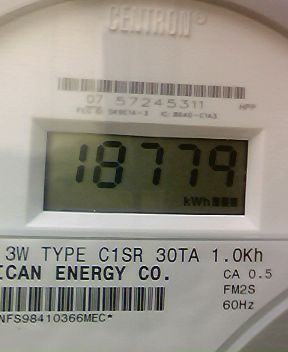 CENTRON®
07 57245311
HPP
18779
kWh
3W TYPE C1SR 30TA 1.0Kh
ICAN ENERGY CO.
CA 0.5
FM2S
60Hz
NFS98410366MEC*